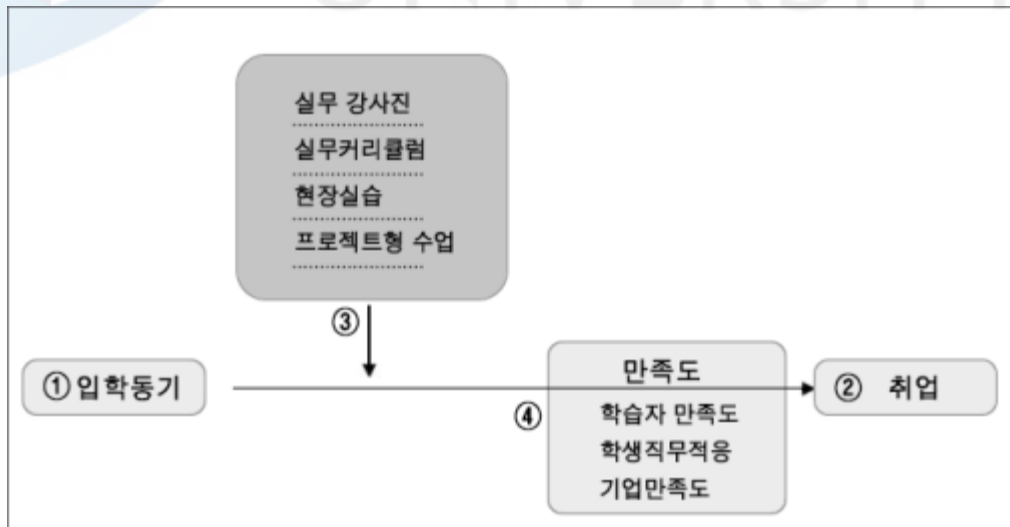 실무 강사진
실무커리큘럼
현장실습
프로젝트형 수업
③
①입학동기
만족도
② 취업
④
학습자 만족도
학생직무적응
기업만족도